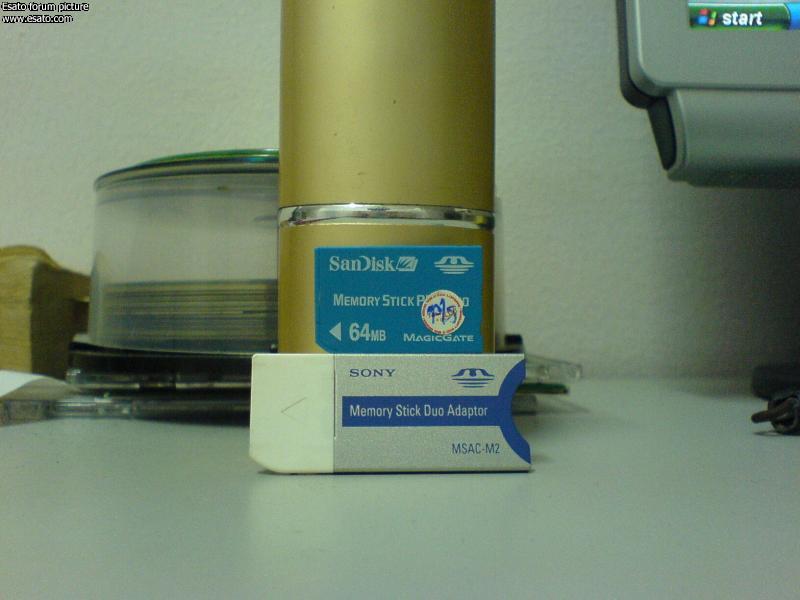 Esato forum picture
www.esato.com
start
SanDisk
MEMORY STICK
64MB
MAGICGATE
SONY
Memory Stick Duo Adaptor
MSAC-M2